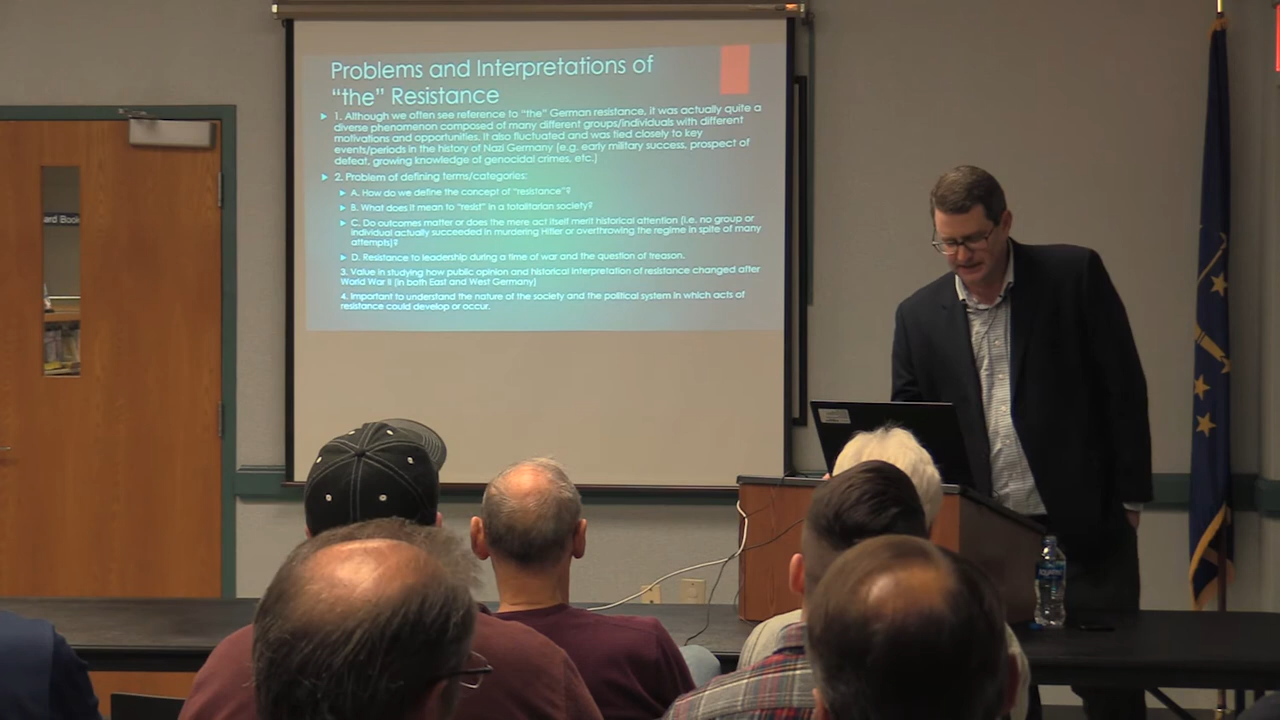 Problems and Interpretations of
“the” Resistance
1. Although we often see reference to “the” German resistance, it was actually quite a
diverse phenomenon composed of many different groups/individuals with different
motivations and opportunities. It also fluctuated and was tied closely to key
events/periods in the history of Nazi Germany (e.g. early military success, prospect of
defeat, growing knowledge of genocidal crimes, etc.)
2. Problem of defining terms/categories:
A. How do we define the concept of “resistance”?
B. What does it mean to “resist” in a totalitarian society?
C. Do outcomes matter or does the mere act itself merit historical attention (i.e. no group or
individual actually succeeded in murdering Hitler or overthrowing the regime in spite of many
attempts)?
D. Resistance to leadership during a time of war and the question of treason.
3. Value in studying how public opinion and historical interpretation of resistance changed after
World War II (in both East and West Germany)
4. Important to understand the nature of the society and the political system in which acts of
resistance could develop or occur.
ard Book